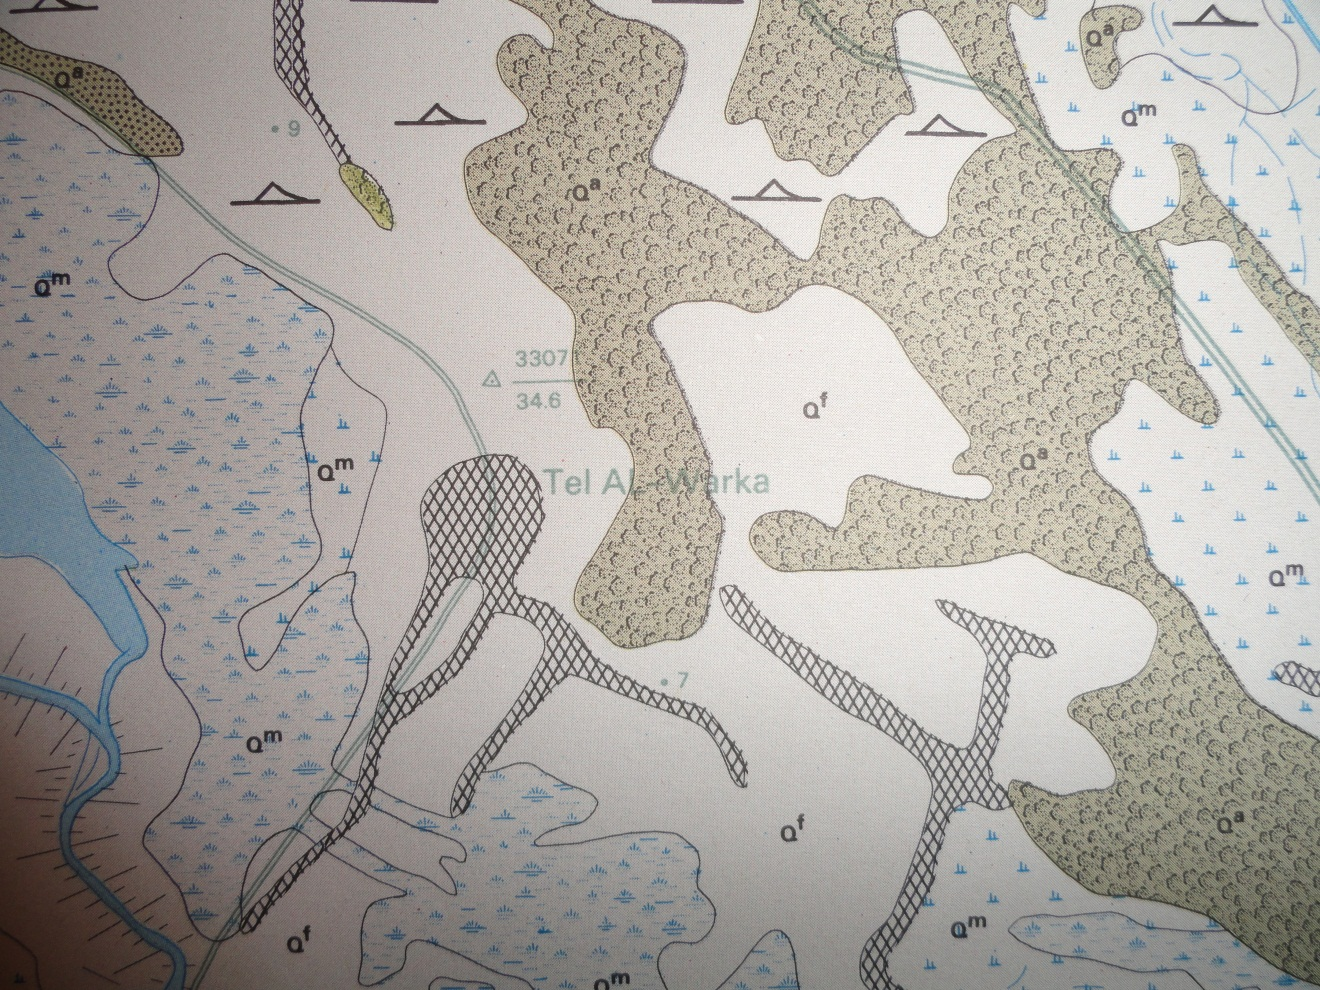 Qᵃ
Qᵃ
Qᵐ
• 9
Qᵃ
Qᵐ
3307
34.6
Qᶠ
Qᵐ
Qᵃ
Tel AL-Warka
Qᵐ
• 7
Qᵐ
Qᶠ
Qᵃ
Qᶠ
Qᵐ
Qᵐ